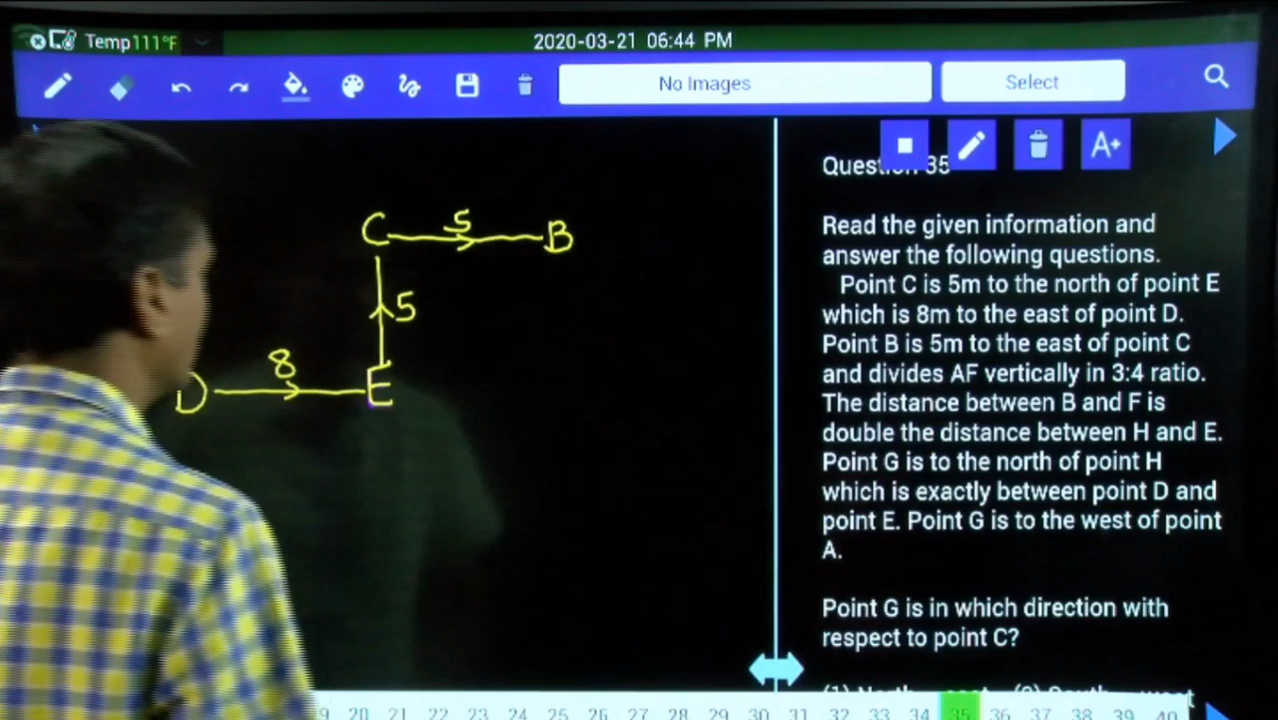 Temp111°F
2020-03-21 06:44 PM
No Images
Select
A+
C 5 B
5
8
D E
35
Read the given information and
answer the following questions.
Point C is 5m to the north of point E
which is 8m to the east of point D.
Point B is 5m to the east of point C
and divides AF vertically in 3:4 ratio.
The distance between B and F is
double the distance between H and E.
Point G is to the north of point H
which is exactly between point D and
point E. Point G is to the west of point
A.
Point G is in which direction with
respect to point C?
20 21 22 23 24 25 26 27 28 29 30 31 32 33 34 35 36 37 38 39 40